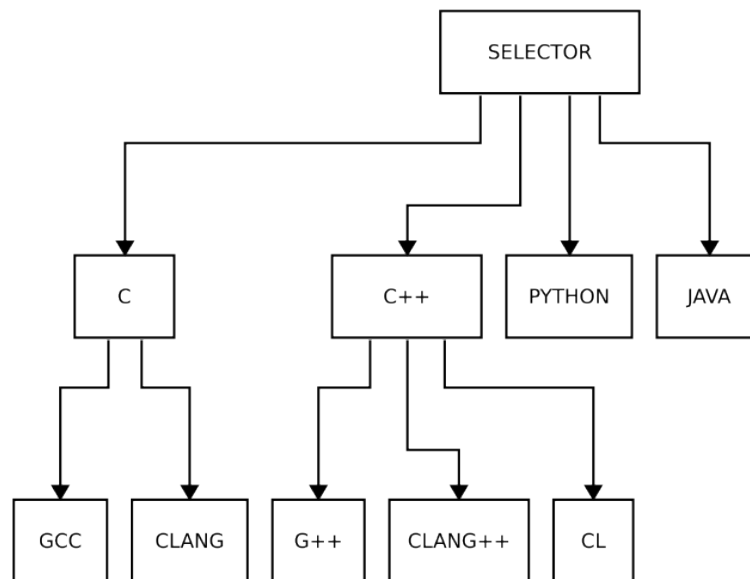 SELECTOR
C
C++
PYTHON
JAVA
GCC
CLANG
G++
CLANG++
CL